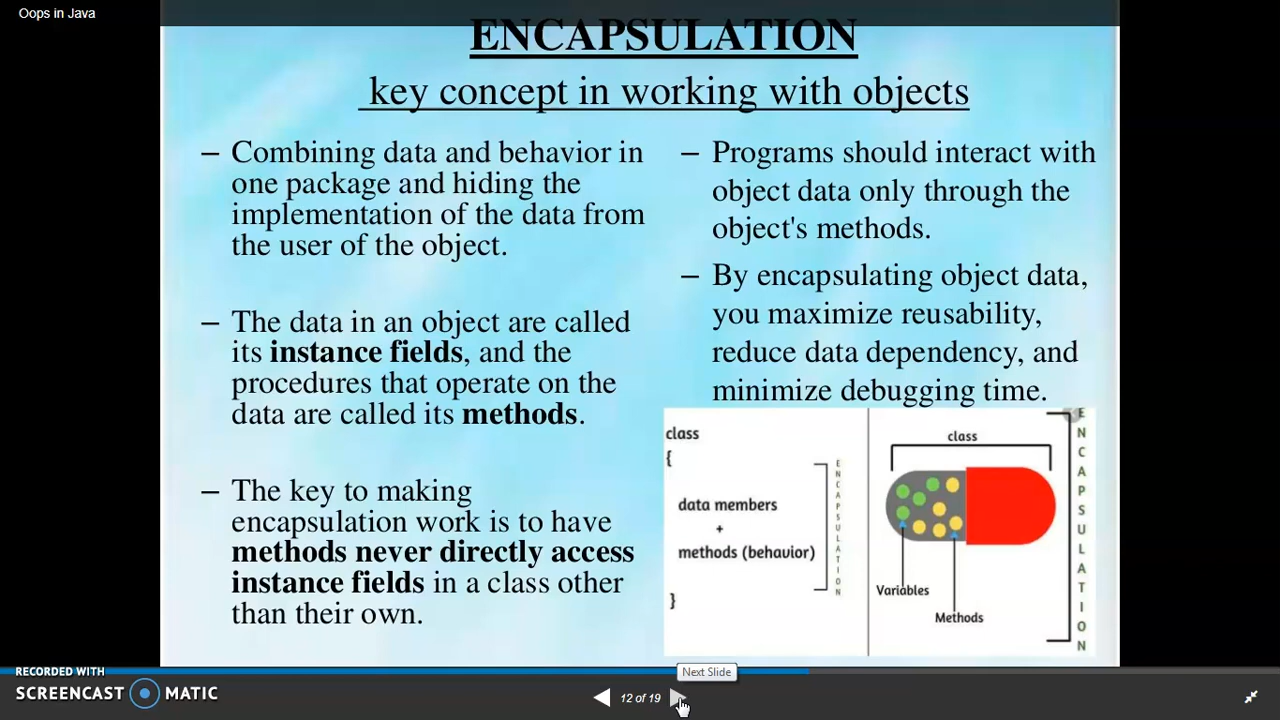 Oops in Java
ENCAPSULATION
key concept in working with objects
– Combining data and behavior in
one package and hiding the
implementation of the data from
the user of the object.
– The data in an object are called
its instance fields, and the
procedures that operate on the
data are called its methods.
– The key to making
encapsulation work is to have
methods never directly access
instance fields in a class other
than their own.
– Programs should interact with
object data only through the
object's methods.
– By encapsulating object data,
you maximize reusability,
reduce data dependency, and
minimize debugging time.
class
{
data members
+
methods (behavior)
}
ENCAPSULATION
class
Variables
Methods
ENCAPSULATION
Next Slide
RECORDED WITH
SCREENCAST MATIC
12 of 19